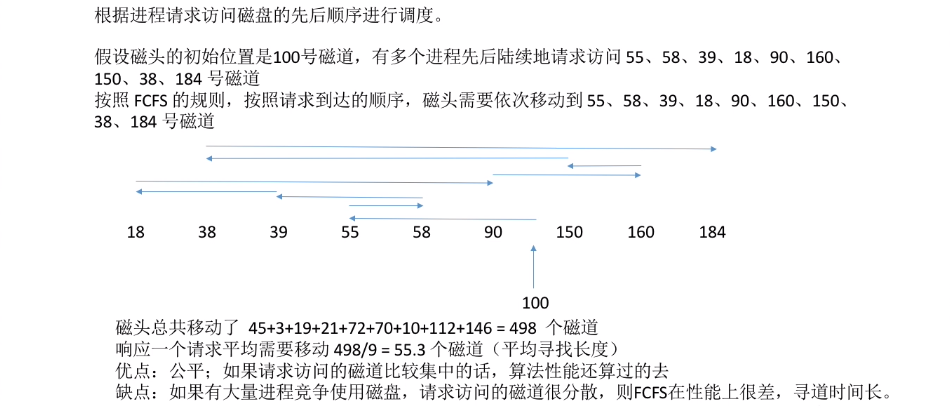 根据进程请求访问磁盘的先后顺序进行调度。
假设磁头的初始位置是100号磁道，有多个进程先后陆续地请求访问 55、58、39、18、90、160、
150、38、184 号磁道
按照 FCFS 的规则，按照请求到达的顺序，磁头需要依次移动到 55、58、39、18、90、160、150、
38、184 号磁道
18 38 39 55 58 90 150 160 184
100
磁头总共移动了 45+3+19+21+72+70+10+112+146 = 498 个磁道
响应一个请求平均需要移动 498/9 = 55.3 个磁道（平均寻找长度）
优点：公平；如果请求访问的磁道比较集中的话，算法性能还算过的去
缺点：如果有大量进程竞争使用磁盘，请求访问的磁道很分散，则FCFS在性能上很差，寻道时间长。